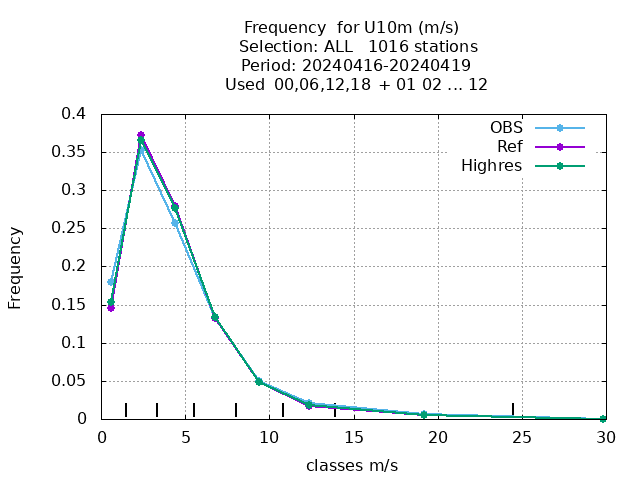 Frequency  for U10m (m/s)
Selection: ALL   1016 stations
Period: 20240416-20240419
Used  00,06,12,18 + 01 02 ... 12
OBS
Ref
Highres
0.4
0.35
0.3
0.25
0.2
0.15
0.1
0.05
0
Frequency
0 5 10 15 20 25 30
classes m/s